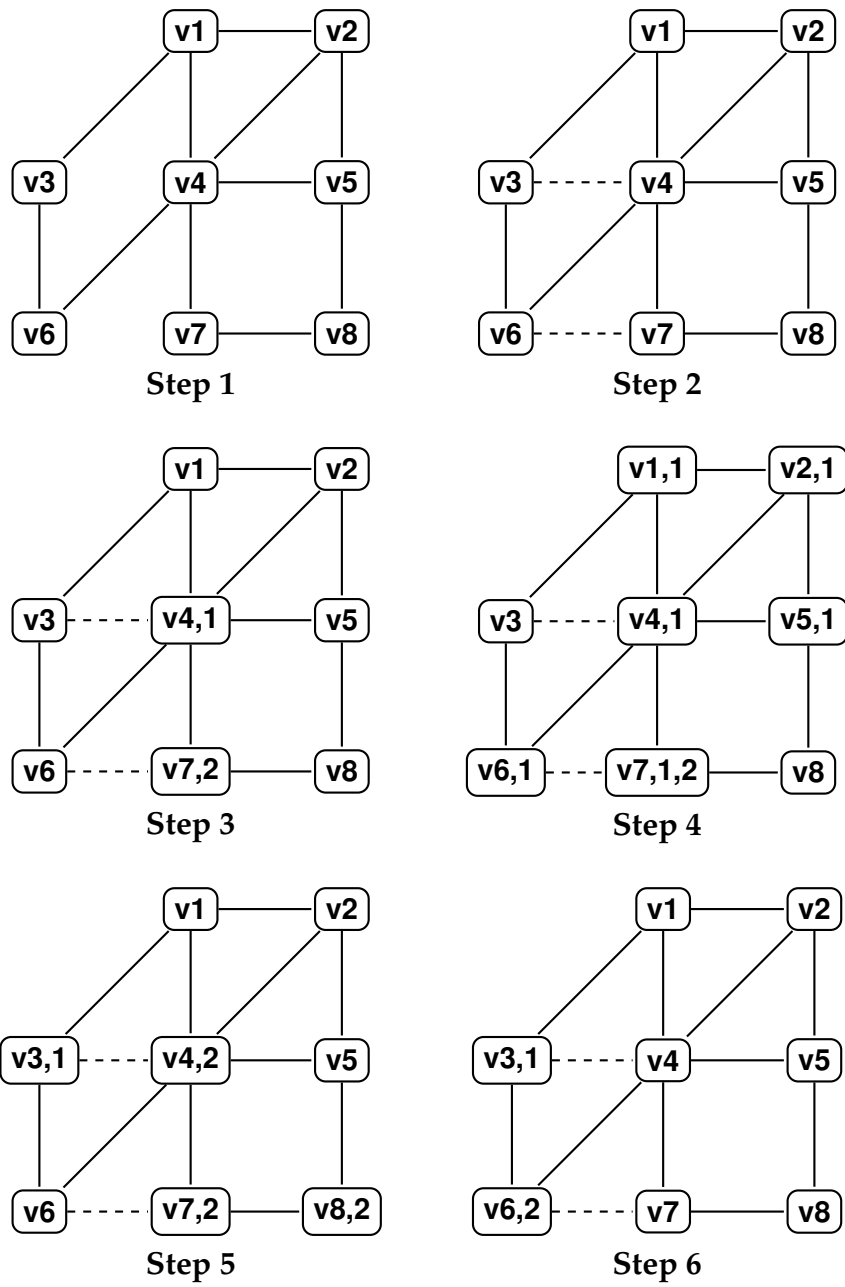 v1 v2 v1 v2
v3 v4 v5 v3 v4 v5
v6 v7 v8 v6 v7 v8
Step 1 Step 2
v1 v2 v1,1 v2,1
v3 v4,1 v5 v3 v4,1 v5,1
v6 v7,2 v8 v6,1 v7,1,2 v8
Step 3 Step 4
v1 v2 v1 v2
v3,1 v4,2 v5 v3,1 v4 v5
v6 v7,2 v8,2 v6,2 v7 v8
Step 5 Step 6